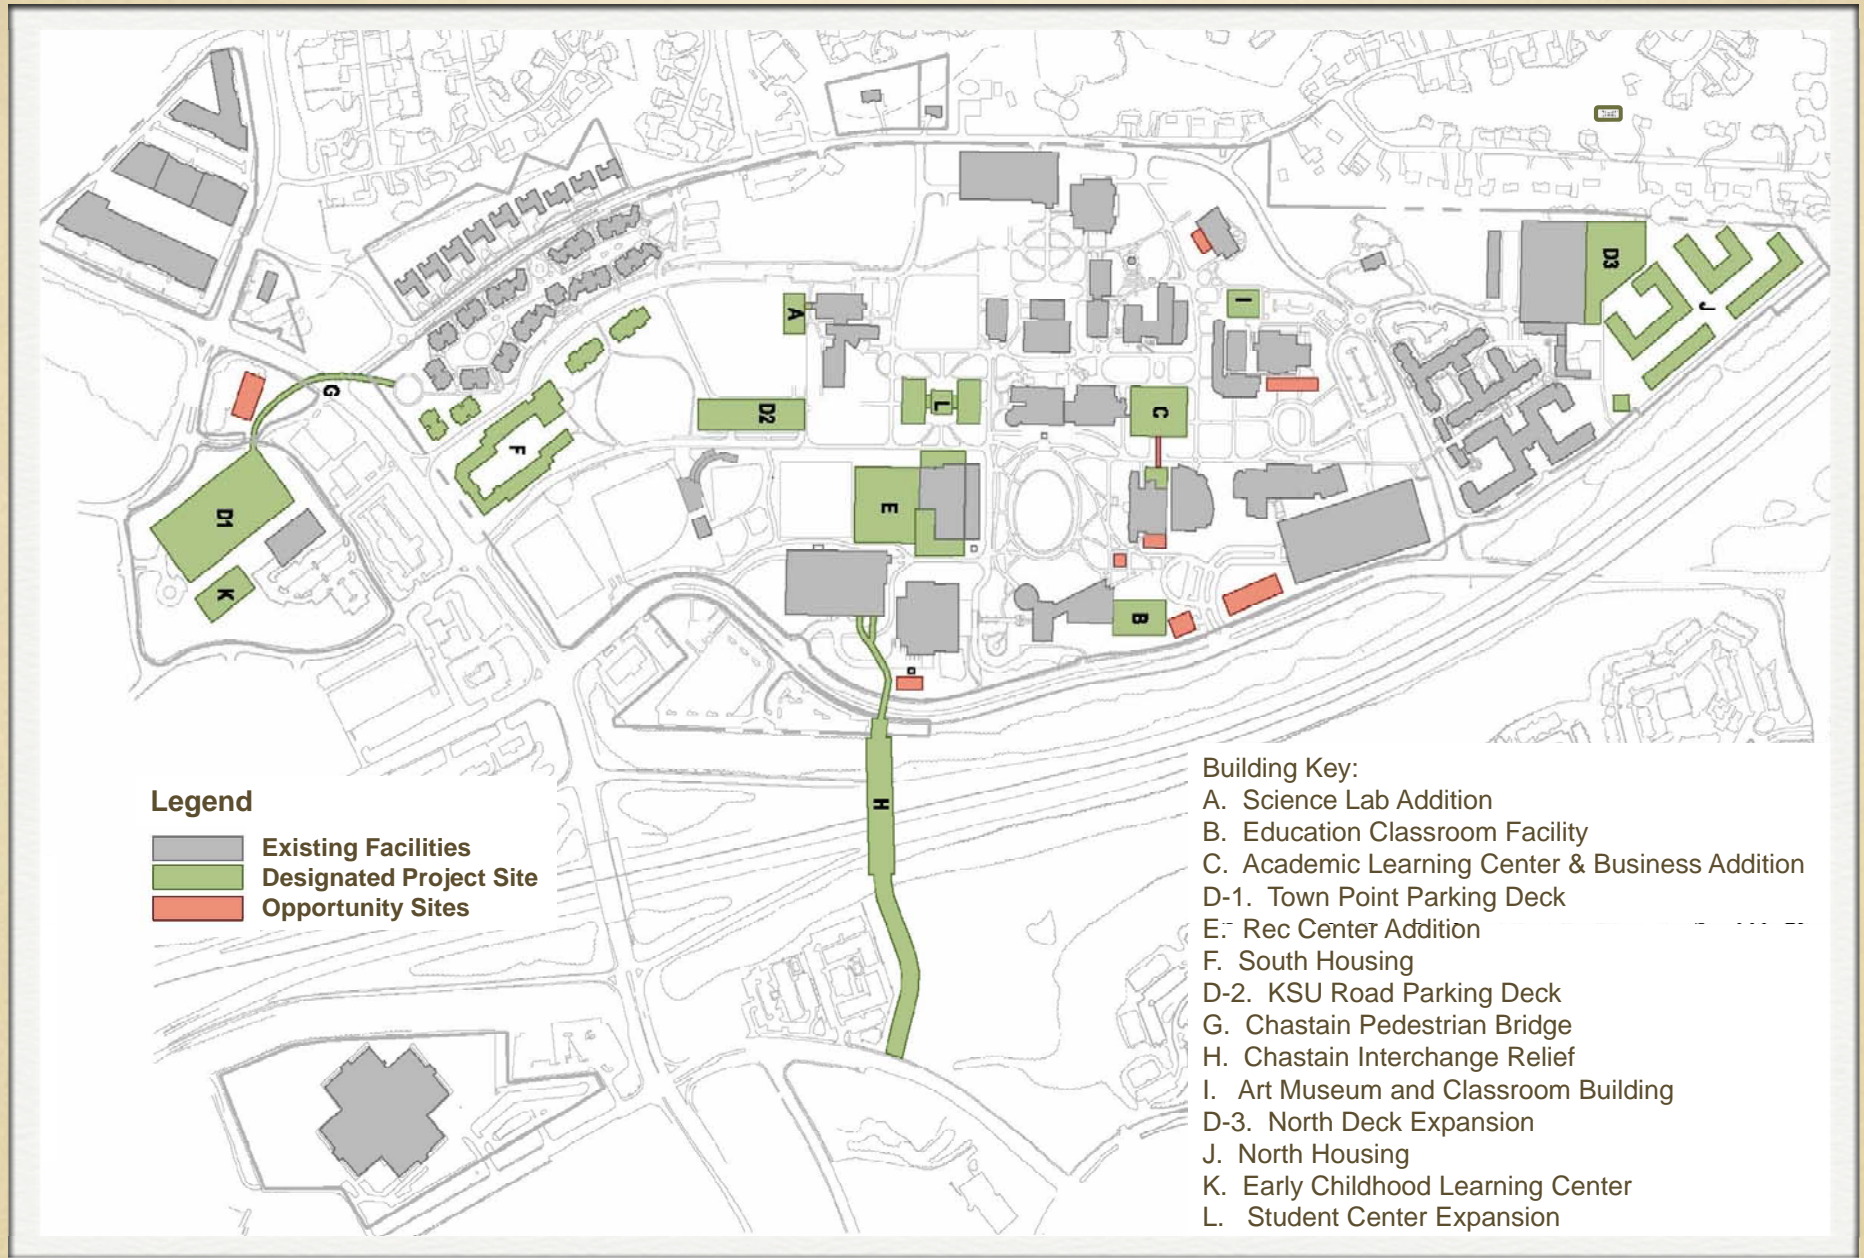 D3
J
I
A
G
L
D2
C
F
E
D1
K
B
H
Legend
Existing Facilities
Designated Project Site
Opportunity Sites
Building Key:
A. Science Lab Addition
B. Education Classroom Facility
C. Academic Learning Center & Business Addition
D-1. Town Point Parking Deck
E. Rec Center Addition
F. South Housing
D-2. KSU Road Parking Deck
G. Chastain Pedestrian Bridge
H. Chastain Interchange Relief
I. Art Museum and Classroom Building
D-3. North Deck Expansion
J. North Housing
K. Early Childhood Learning Center
L. Student Center Expansion